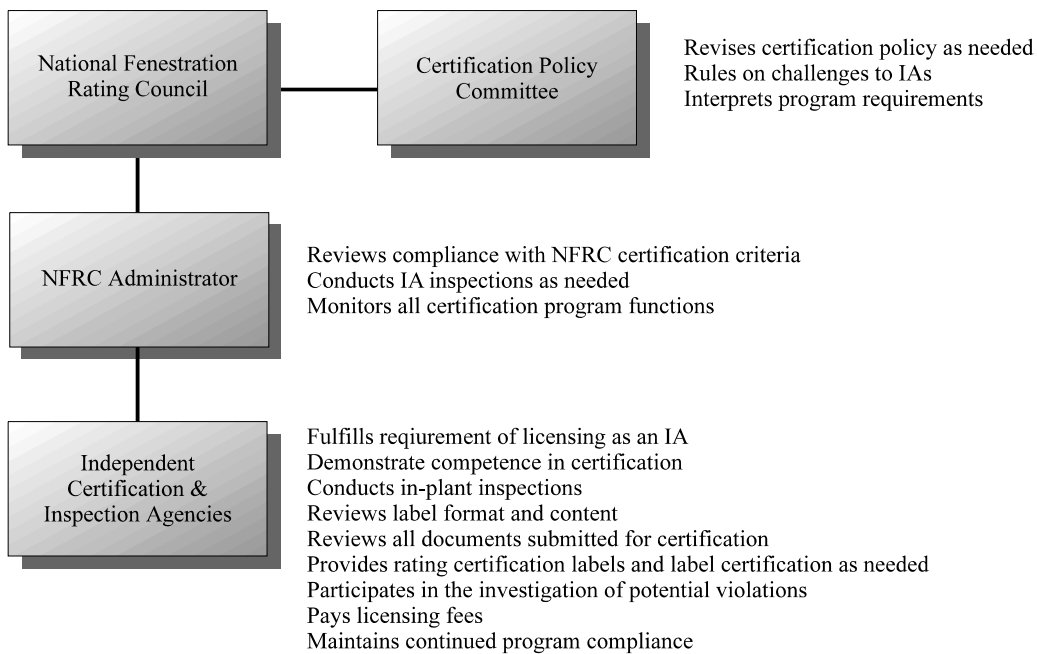 National Fenestration
Rating Council
Certification Policy
Committee
Revises certification policy as needed
Rules on challenges to IAs
Interprets program requirements
NFRC Administrator
Reviews compliance with NFRC certification criteria
Conducts IA inspections as needed
Monitors all certification program functions
Independent
Certification &
Inspection Agencies
Fulfills reqiurement of licensing as an IA
Demonstrate competence in certification
Conducts in-plant inspections
Reviews label format and content
Reviews all documents submitted for certification
Provides rating certification labels and label certification as needed
Participates in the investigation of potential violations
Pays licensing fees
Maintains continued program compliance